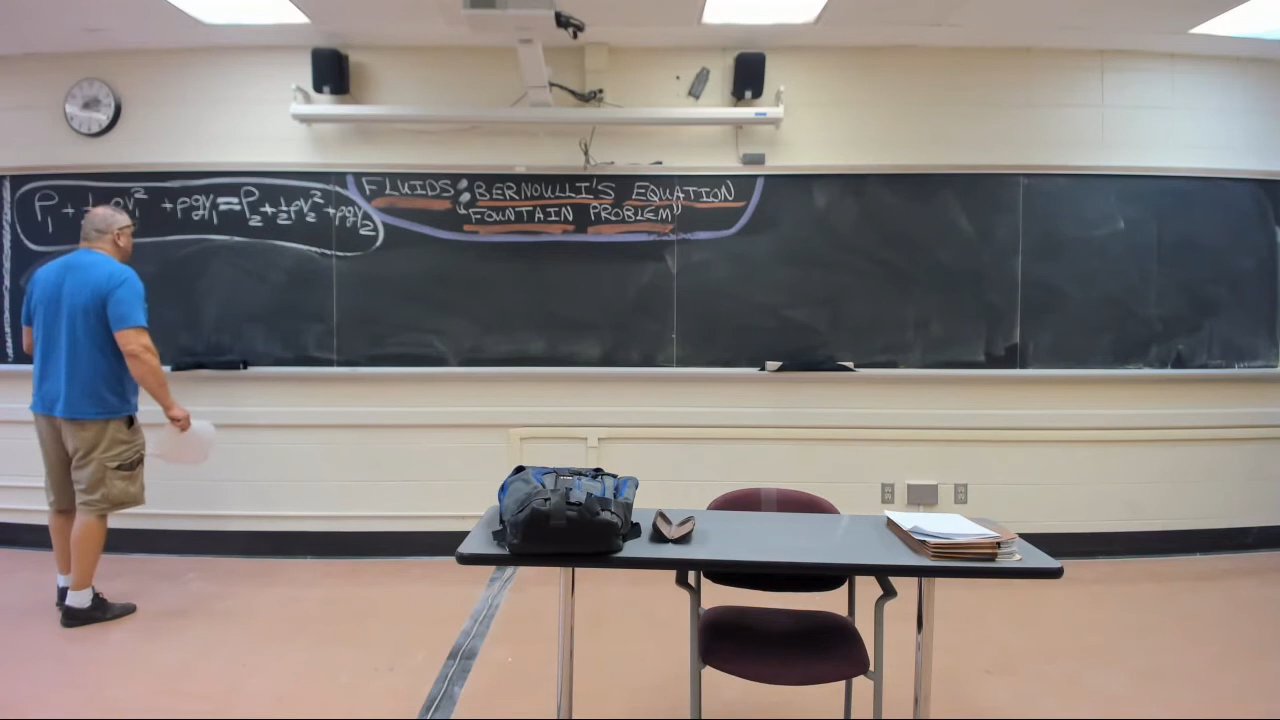 P₁ + ½ρv₁² + ρgy₁ = P₂ + ½ρv₂² + ρgy₂
FLUIDS: BERNOULLI'S EQUATION
"FOUNTAIN PROBLEM"